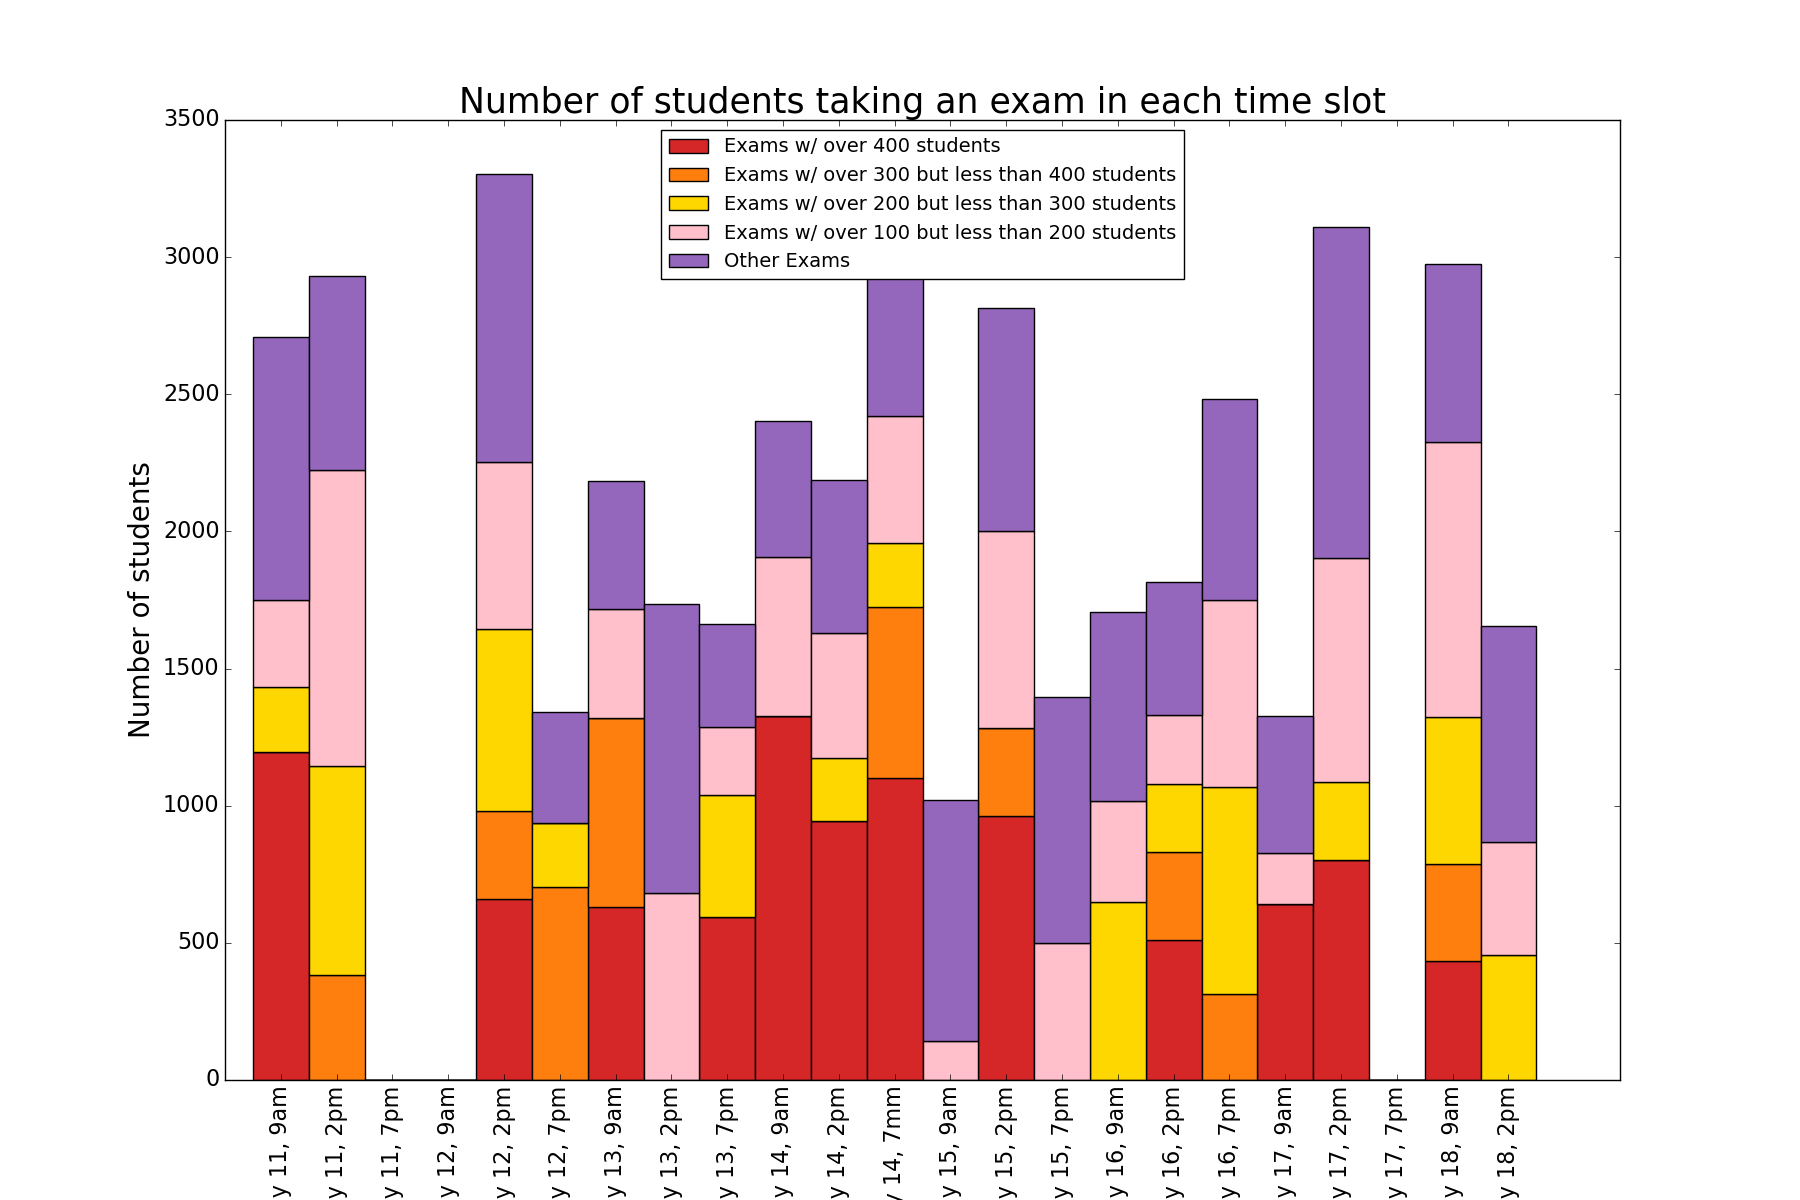 Number of students taking an exam in each time slot
3500
3000
2500
2000
1500
1000
500
0
Number of students
Exams w/ over 400 students
Exams w/ over 300 but less than 400 students
Exams w/ over 200 but less than 300 students
Exams w/ over 100 but less than 200 students
Other Exams
y 11, 9am
y 11, 2pm
y 11, 7pm
y 12, 9am
y 12, 2pm
y 12, 7pm
y 13, 9am
y 13, 2pm
y 13, 7pm
y 14, 9am
y 14, 2pm
y 14, 7mm
y 15, 9am
y 15, 2pm
y 15, 7pm
y 16, 9am
y 16, 2pm
y 16, 7pm
y 17, 9am
y 17, 2pm
y 17, 7pm
y 18, 9am
y 18, 2pm